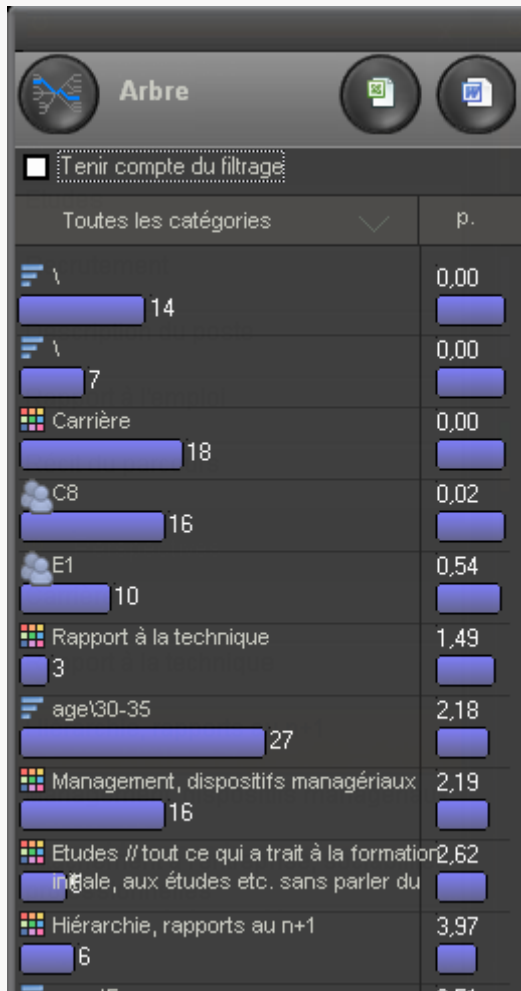 Arbre
Tenir compte du filtrage
Toutes les catégories p.
\ 0,00
14
\ 0,00
7
Carrière 0,00
18
C8 0,02
16
E1 0,54
10
Rapport à la technique 1,49
3
age\30-35 2,18
27
Management, dispositifs managériaux 2,19
16
Etudes // tout ce qui a trait à la formation 2,62
aux études etc. sans parler du
Hiérarchie, rapports au n+1 3,97
6